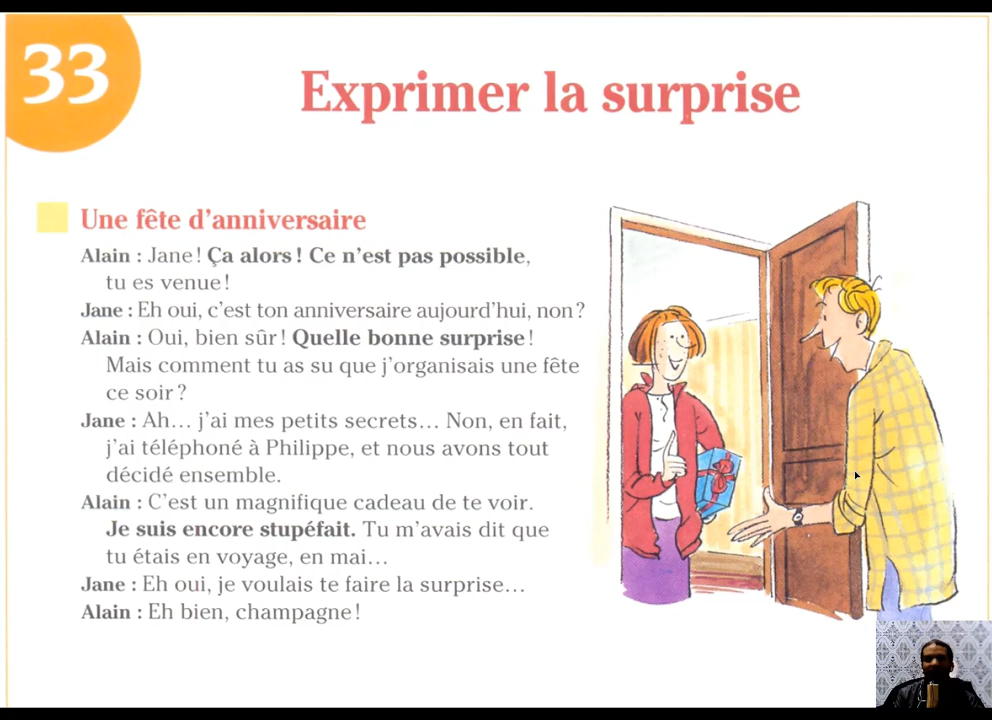 33
Exprimer la surprise
Une fête d'anniversaire
Alain : Jane ! Ça alors ! Ce n'est pas possible,
tu es venue !
Jane : Eh oui, c'est ton anniversaire aujourd'hui, non ?
Alain : Oui, bien sûr ! Quelle bonne surprise !
Mais comment tu as su que j'organisais une fête
ce soir ?
Jane : Ah… j'ai mes petits secrets… Non, en fait,
j'ai téléphoné à Philippe, et nous avons tout
décidé ensemble.
Alain : C'est un magnifique cadeau de te voir.
Je suis encore stupéfait. Tu m'avais dit que
tu étais en voyage, en mai…
Jane : Eh oui, je voulais te faire la surprise…
Alain : Eh bien, champagne !